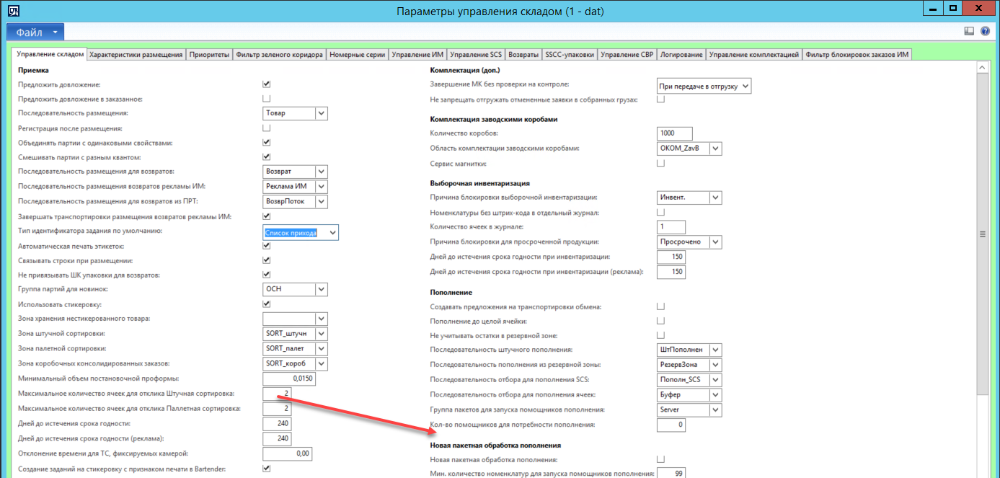 Параметры управления складом (1 - dat)
Файл
Управление складом Характеристики размещения Приоритеты Фильтр зеленого коридора Номерные серии Управление ИМ Управление SCS Возвраты SSCC-упаковки Управление СВР Логирование Управление комплектацией Фильтр блокировок заказов ИМ
Приемка
Предложить довложение:
Предложить довложение в заказанное:
Последовательность размещения: Товар
Регистрация после размещения:
Объединять партии с одинаковыми свойствами:
Смешивать партии с разным квантом:
Последовательность размещения для возвратов: Возврат
Последовательность размещения возвратов рекламы ИМ: Реклама ИМ
Последовательность размещения для возвратов из ПРТ: ВозврПоток
Завершать транспортировки размещения возвратов рекламы ИМ:
Тип идентификатора задания по умолчанию: Список прихода
Автоматическая печать этикеток:
Связывать строки при размещении:
Не привязывать ШК упаковки для возвратов:
Группа партий для новинок: ОСН
Использовать стикеровку:
Зона хранения нестикерованного товара:
Зона штучной сортировки: SORT_штучн
Зона палетной сортировки: SORT_палет
Зона коробочных консолидированных заказов: SORT_короб
Минимальный объем постановочной проформы: 0,0150
Максимальное количество ячеек для отклика Штучная сортировка: 2
Максимальное количество ячеек для отклика Паллетная сортировка: 2
Дней до истечения срока годности: 240
Дней до истечения срока годности (реклама): 240
Отклонение времени для ТС, фиксируемых камерой: 0,00
Создание заданий на стикеровку с признаком печати в Bartender:
Комплектация (доп.)
Завершение МК без проверки на контроле: При передаче в отгрузку
Не запрещать отгружать отмененные заявки в собранных грузах:
Комплектация заводскими коробами
Количество коробов: 1000
Область комплектации заводскими коробами: ОКОМ_ZavB
Сервис магнитки:
Выборочная инвентаризация
Причина блокировки выборочной инвентаризации: Инвент.
Номенклатуры без штрих-кода в отдельный журнал:
Количество ячеек в журнале: 1
Причина блокировки для просроченной продукции: Просрочено
Дней до истечения срока годности при инвентаризации: 150
Дней до истечения срока годности при инвентаризации (реклама): 150
Пополнение
Создавать предложения на транспортировки обмена:
Пополнение до целой ячейки:
Не учитывать остатки в резервной зоне:
Последовательность штучного пополнения: ШтПополнен
Последовательность пополнения из резервной зоны: РезервЗона
Последовательность отбора для пополнения SCS: Пополн_SCS
Последовательность отбора для пополнения ячеек: Буфер
Группа пакетов для запуска помощников пополнения: Server
Кол-во помощников для потребности пополнения: 0
Новая пакетная обработка пополнения
Новая пакетная обработка пополнения:
Мин. количество номенклатур для запуска помощников пополнения: 99